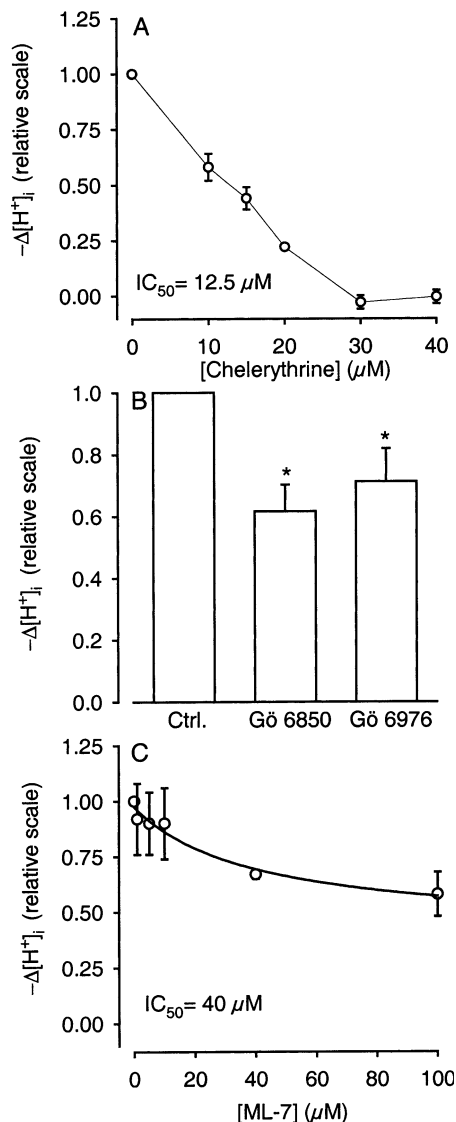 A
1.25
1.00
0.75
0.50
0.25
0.00
−Δ[H⁺]ᵢ (relative scale)
IC₅₀= 12.5 μM
0 10 20 30 40
[Chelerythrine] (μM)
B
1.0
0.8
0.6
0.4
0.2
0.0
−Δ[H⁺]ᵢ (relative scale)
* *
Ctrl. Gö 6850 Gö 6976
C
1.25
1.00
0.75
0.50
0.25
0.00
−Δ[H⁺]ᵢ (relative scale)
IC₅₀= 40 μM
0 20 40 60 80 100
[ML-7] (μM)